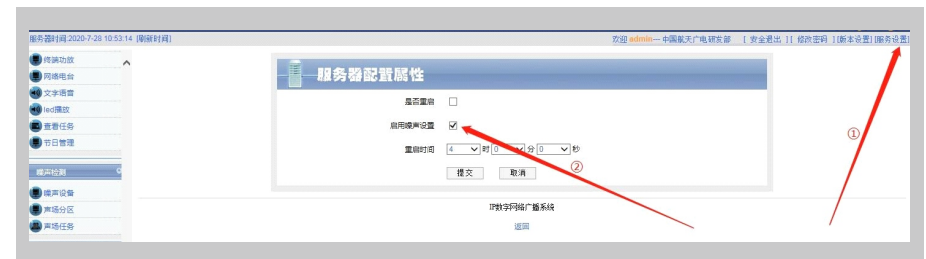 服务器时间:2020-7-28 10:53:14 [刷新时间]
欢迎 admin— 中国航天广电研发部 [ 安全退出 ][ 修改密码 ][版本设置][服务设置]
终端功放
网络电台
文字语音
led播放
查看任务
节目管理
噪声检测
噪声设备
声场分区
声场任务
服务器配置属性
是否重启
启用噪声设置
重启时间 4 时 0 分 0 秒
提交 取消
①
②
IP数字网络广播系统
返回